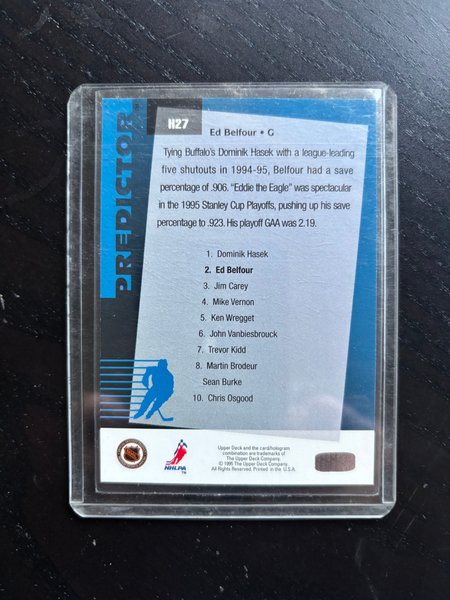 PREDICTOR
H27
Ed Belfour • G
Tying Buffalo's Dominik Hasek with a league-leading
five shutouts in 1994-95, Belfour had a save
percentage of .906. "Eddie the Eagle" was spectacular
in the 1995 Stanley Cup Playoffs, pushing up his save
percentage to .923. His playoff GAA was 2.19.
1. Dominik Hasek
2. Ed Belfour
3. Jim Carey
4. Mike Vernon
5. Ken Wregget
6. John Vanbiesbrouck
7. Trevor Kidd
8. Martin Brodeur
Sean Burke
10. Chris Osgood
NHLPA
Upper Deck and the card/hologram
combination are trademarks of
The Upper Deck Company.
The Upper Deck Company.
All Rights Reserved. Printed in the U.S.A.